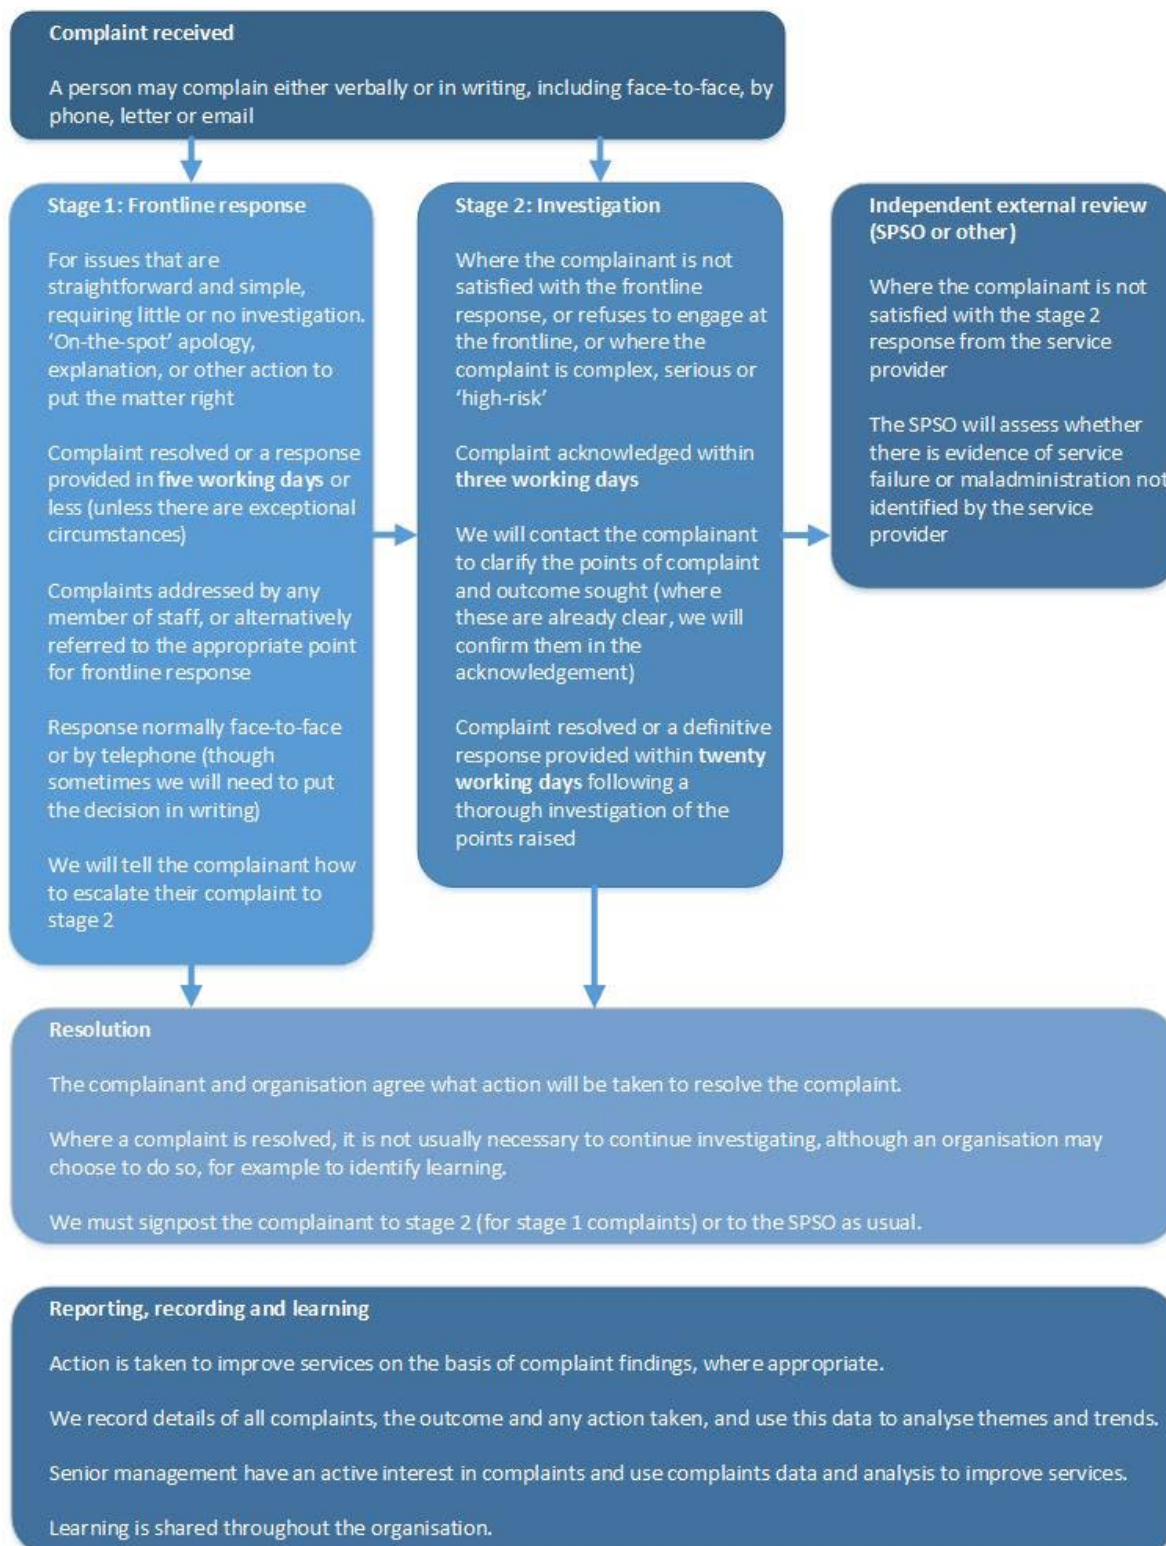 Complaint received
A person may complain either verbally or in writing, including face-to-face, by
phone, letter or email
Stage 1: Frontline response
For issues that are
straightforward and simple,
requiring little or no investigation.
‘On-the-spot’ apology,
explanation, or other action to
put the matter right
Complaint resolved or a response
provided in five working days or
less (unless there are exceptional
circumstances)
Complaints addressed by any
member of staff, or alternatively
referred to the appropriate point
for frontline response
Response normally face-to-face
or by telephone (though
sometimes we will need to put
the decision in writing)
We will tell the complainant how
to escalate their complaint to
stage 2
Stage 2: Investigation
Where the complainant is not
satisfied with the frontline
response, or refuses to engage at
the frontline, or where the
complaint is complex, serious or
‘high-risk’
Complaint acknowledged within
three working days
We will contact the complainant
to clarify the points of complaint
and outcome sought (where
these are already clear, we will
confirm them in the
acknowledgement)
Complaint resolved or a definitive
response provided within twenty
working days following a
thorough investigation of the
points raised
Independent external review
(SPSO or other)
Where the complainant is not
satisfied with the stage 2
response from the service
provider
The SPSO will assess whether
there is evidence of service
failure or maladministration not
identified by the service
provider
Resolution
The complainant and organisation agree what action will be taken to resolve the complaint.
Where a complaint is resolved, it is not usually necessary to continue investigating, although an organisation may
choose to do so, for example to identify learning.
We must signpost the complainant to stage 2 (for stage 1 complaints) or to the SPSO as usual.
Reporting, recording and learning
Action is taken to improve services on the basis of complaint findings, where appropriate.
We record details of all complaints, the outcome and any action taken, and use this data to analyse themes and trends.
Senior management have an active interest in complaints and use complaints data and analysis to improve services.
Learning is shared throughout the organisation.